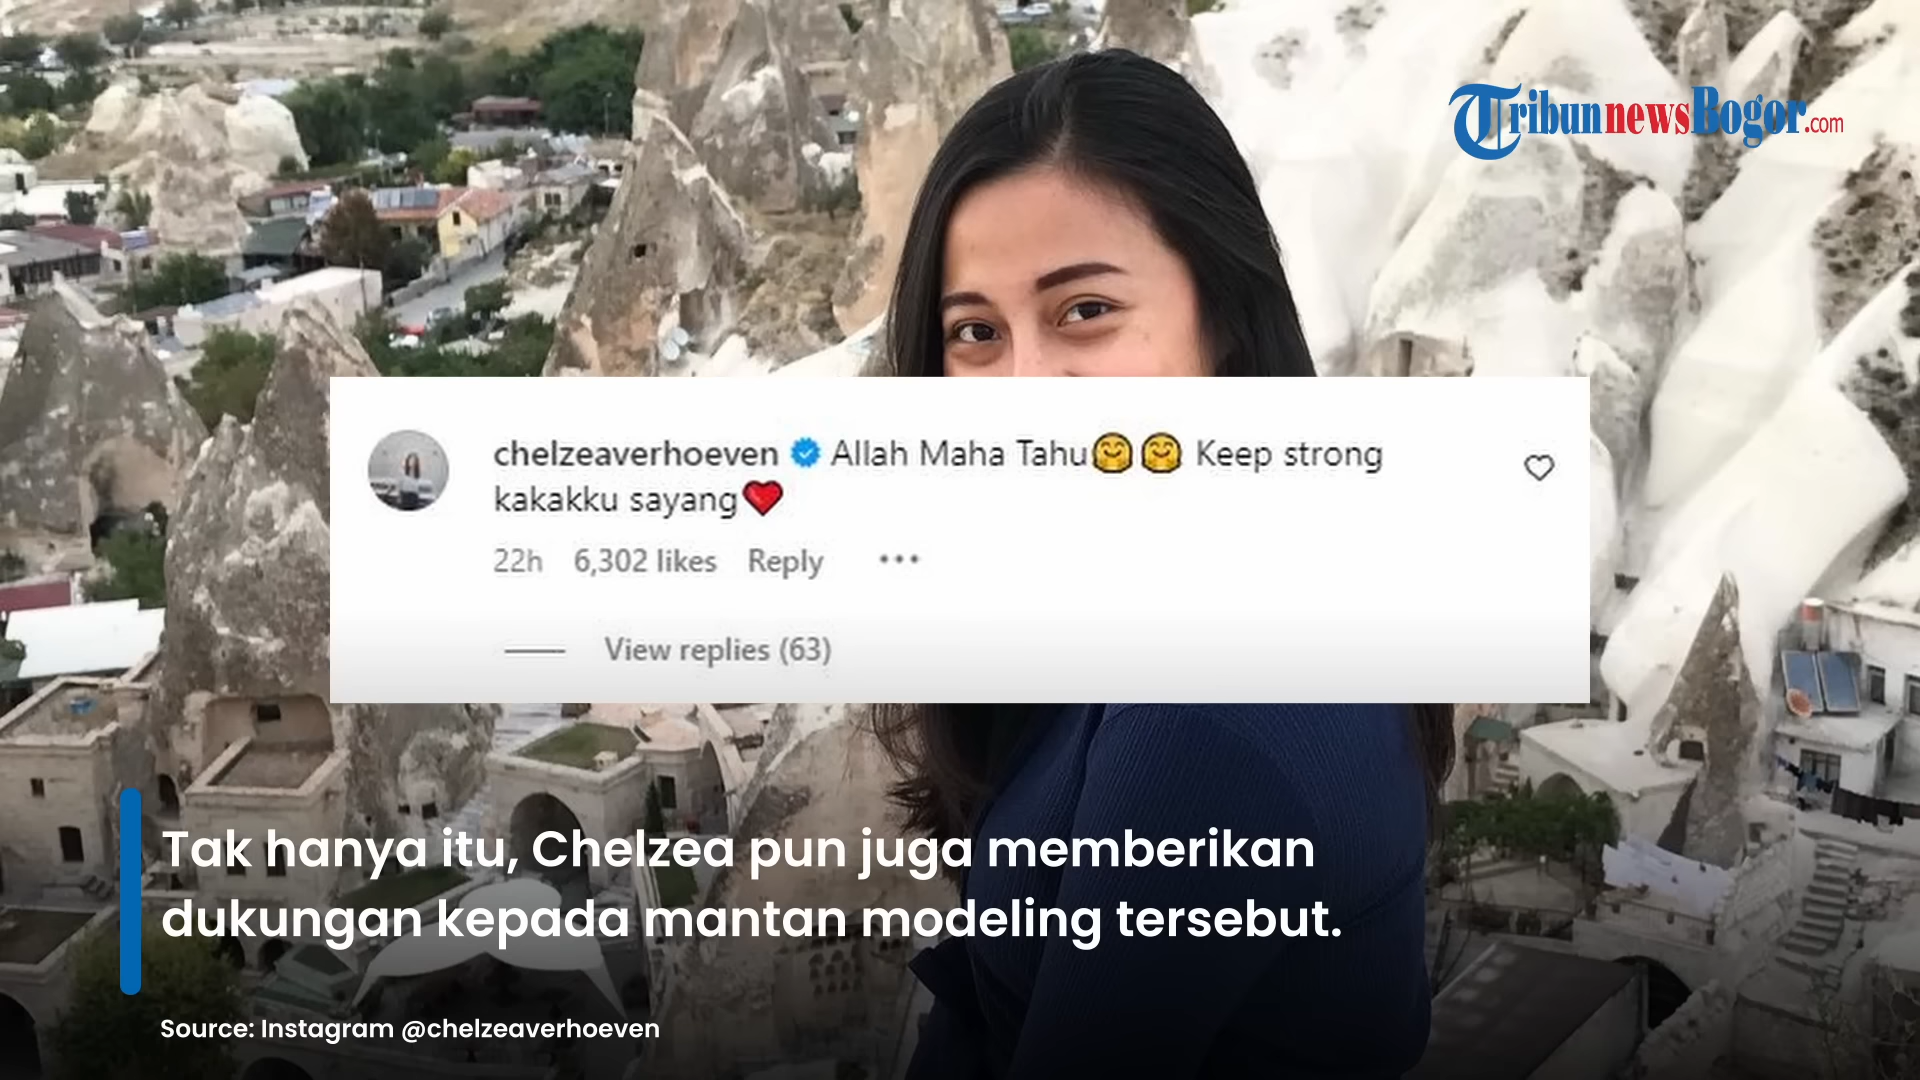 TribunnewsBogor.com
chelzeaverhoeven Allah Maha Tahu🤗🤗 Keep strong
kakakku sayang❤️
22h 6,302 likes Reply •••
View replies (63)
Tak hanya itu, Chelzea pun juga memberikan
dukungan kepada mantan modeling tersebut.
Source: Instagram @chelzeaverhoeven